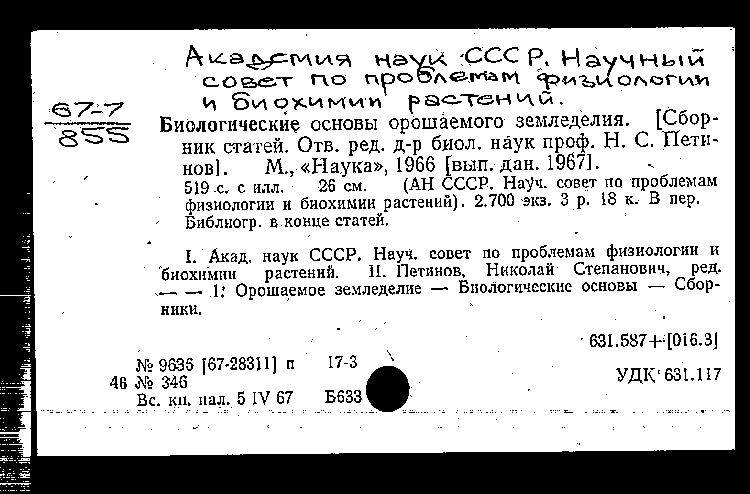 Академия наук СССР. Научный
совет по проблемам физиологии
и биохимии растений.
67-7
855
Биологические основы орошаемого земледелия. [Сбор-
ник статей. Отв. ред. д-р биол. наук проф. Н. С. Пети-
нов]. М., «Наука», 1966 [вып. дан. 1967].
519 с. с илл. 26 см. (АН СССР. Науч. совет по проблемам
физиологии и биохимии растений). 2.700 экз. 3 р. 18 к. В пер.
Библиогр. в конце статей.
I. Акад. наук СССР. Науч. совет по проблемам физиологии и
биохимии растений. II. Петинов, Николай Степанович, ред.
— — 1. Орошаемое земледелие — Биологические основы — Сбор-
ники.
631.587+[016.3]
№ 9635 [67-28311] п 17-3
46 № 346
УДК 631.117
Вс. кн. пал. 5 IV 67 Б633